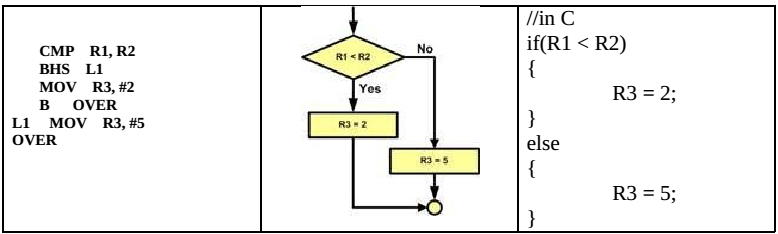 CMP R1, R2
BHS L1
MOV R3, #2
B OVER
L1 MOV R3, #5
OVER
R1 < R2
No
Yes
R3 = 2
R3 = 5
//in C
if(R1 < R2)
{
R3 = 2;
}
else
{
R3 = 5;
}